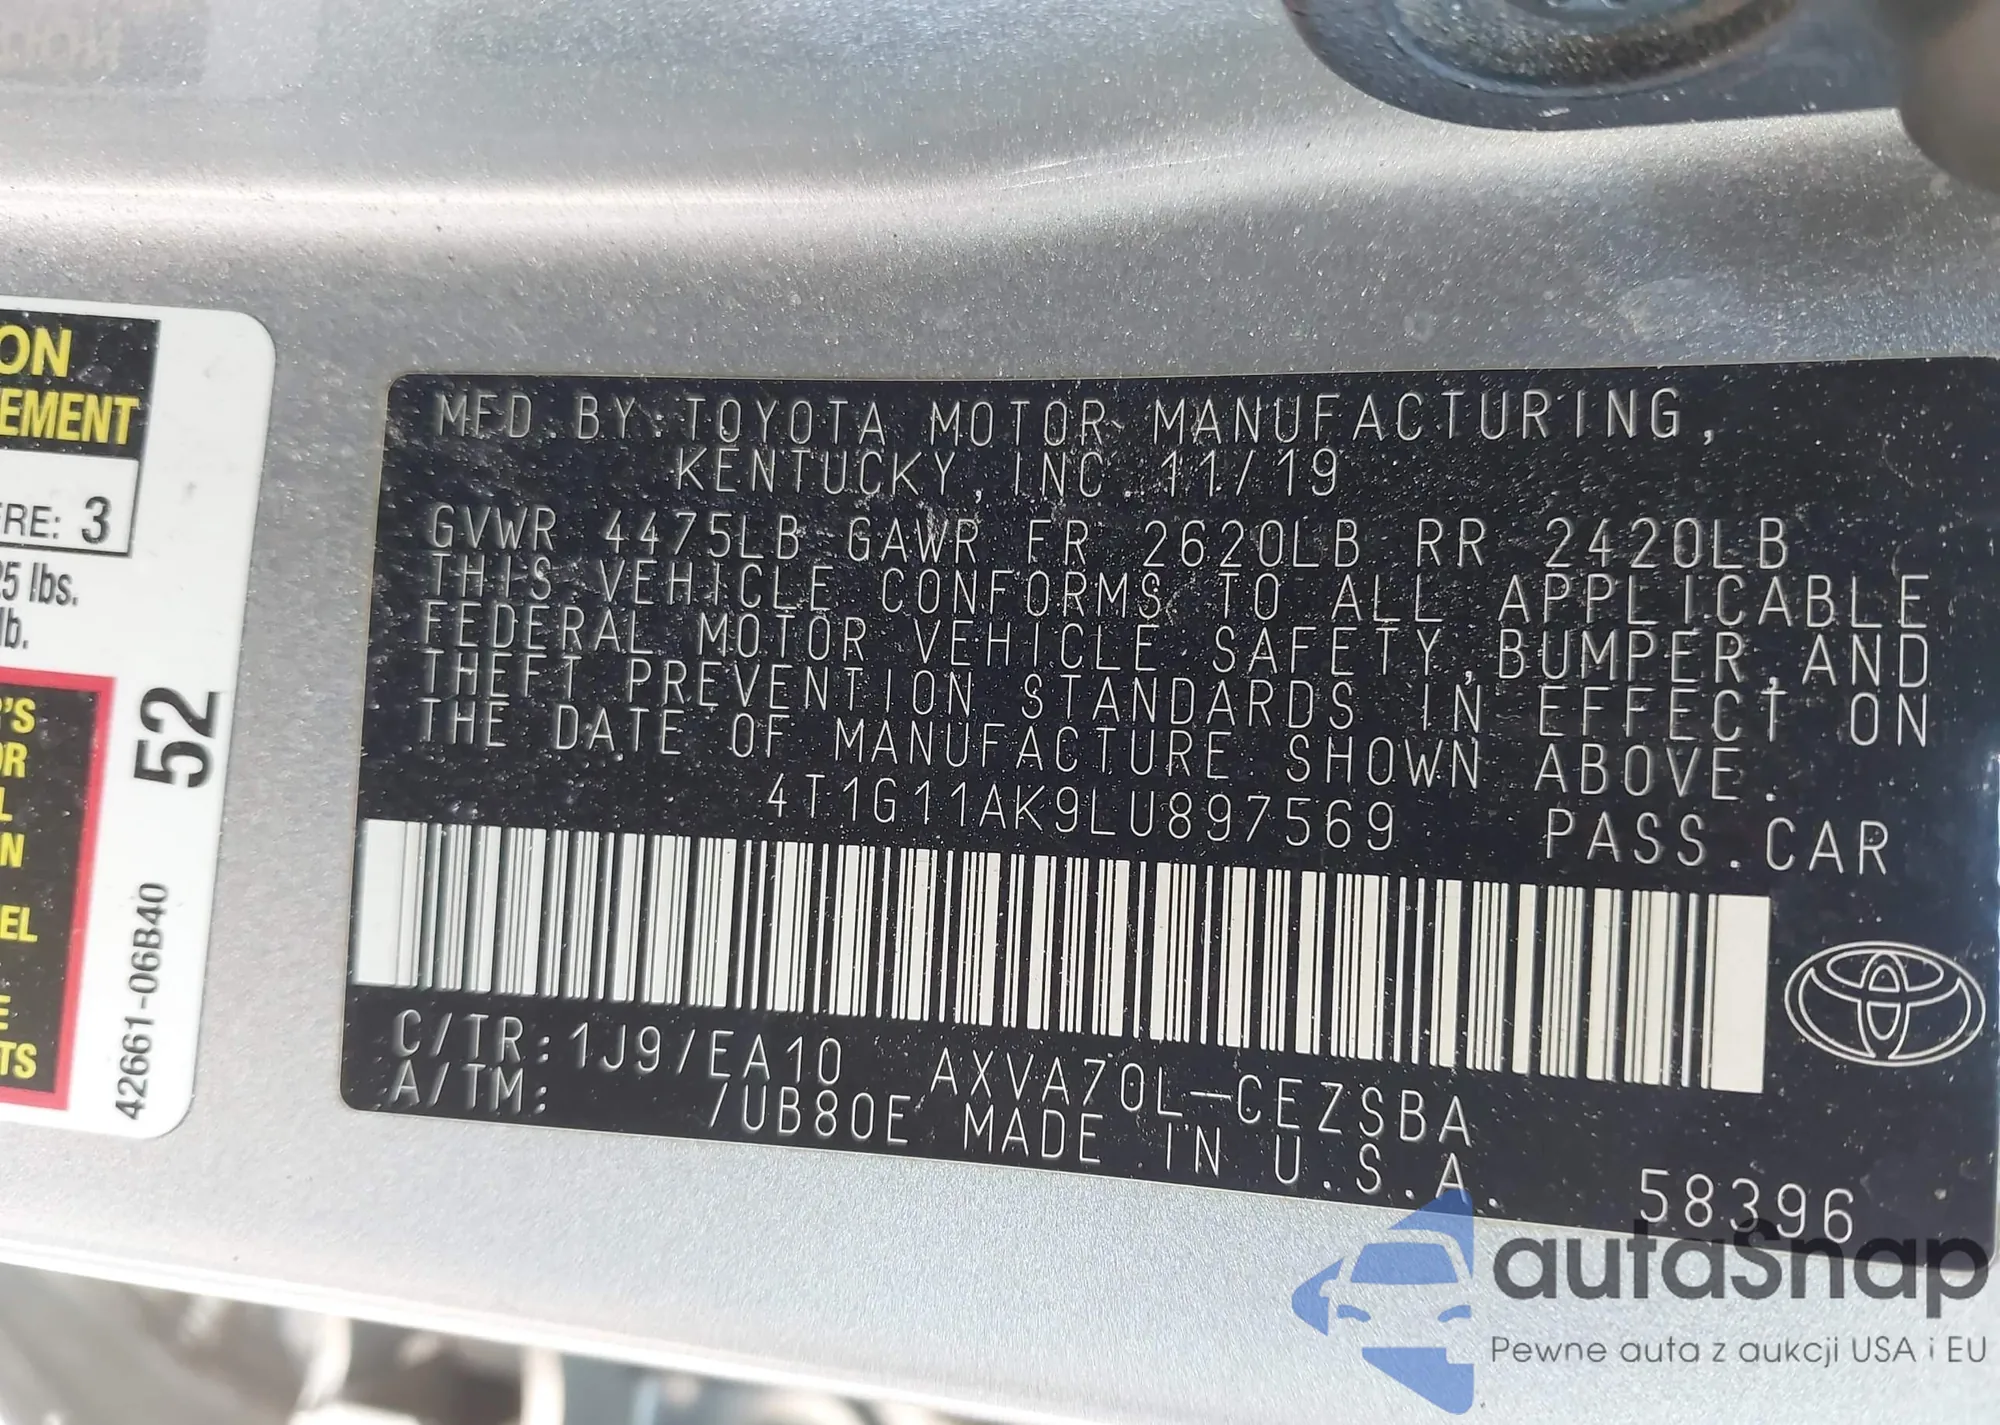 MFD.BY TOYOTA MOTOR MANUFACTURING,
KENTUCKY,INC. 11/19
GVWR 4475LB GAWR FR 2620LB RR 2420LB
THIS VEHICLE CONFORMS TO ALL APPLICABLE
FEDERAL MOTOR VEHICLE SAFETY,BUMPER,AND
THEFT PREVENTION STANDARDS IN EFFECT ON
THE DATE OF MANUFACTURE SHOWN ABOVE.
4T1G11AK9LU897569 PASS.CAR
C/TR:1J9/EA10 AXVA70L-CEZSBA
A/TM: /UB80E MADE IN U.S.A.
58396
ON
EMENT
RE: 3
25 lbs.
lb.
'S
OR
L
N
EL
E
TS
52
42661-06B40
autaSnap
Pewne auta z aukcji USA i EU